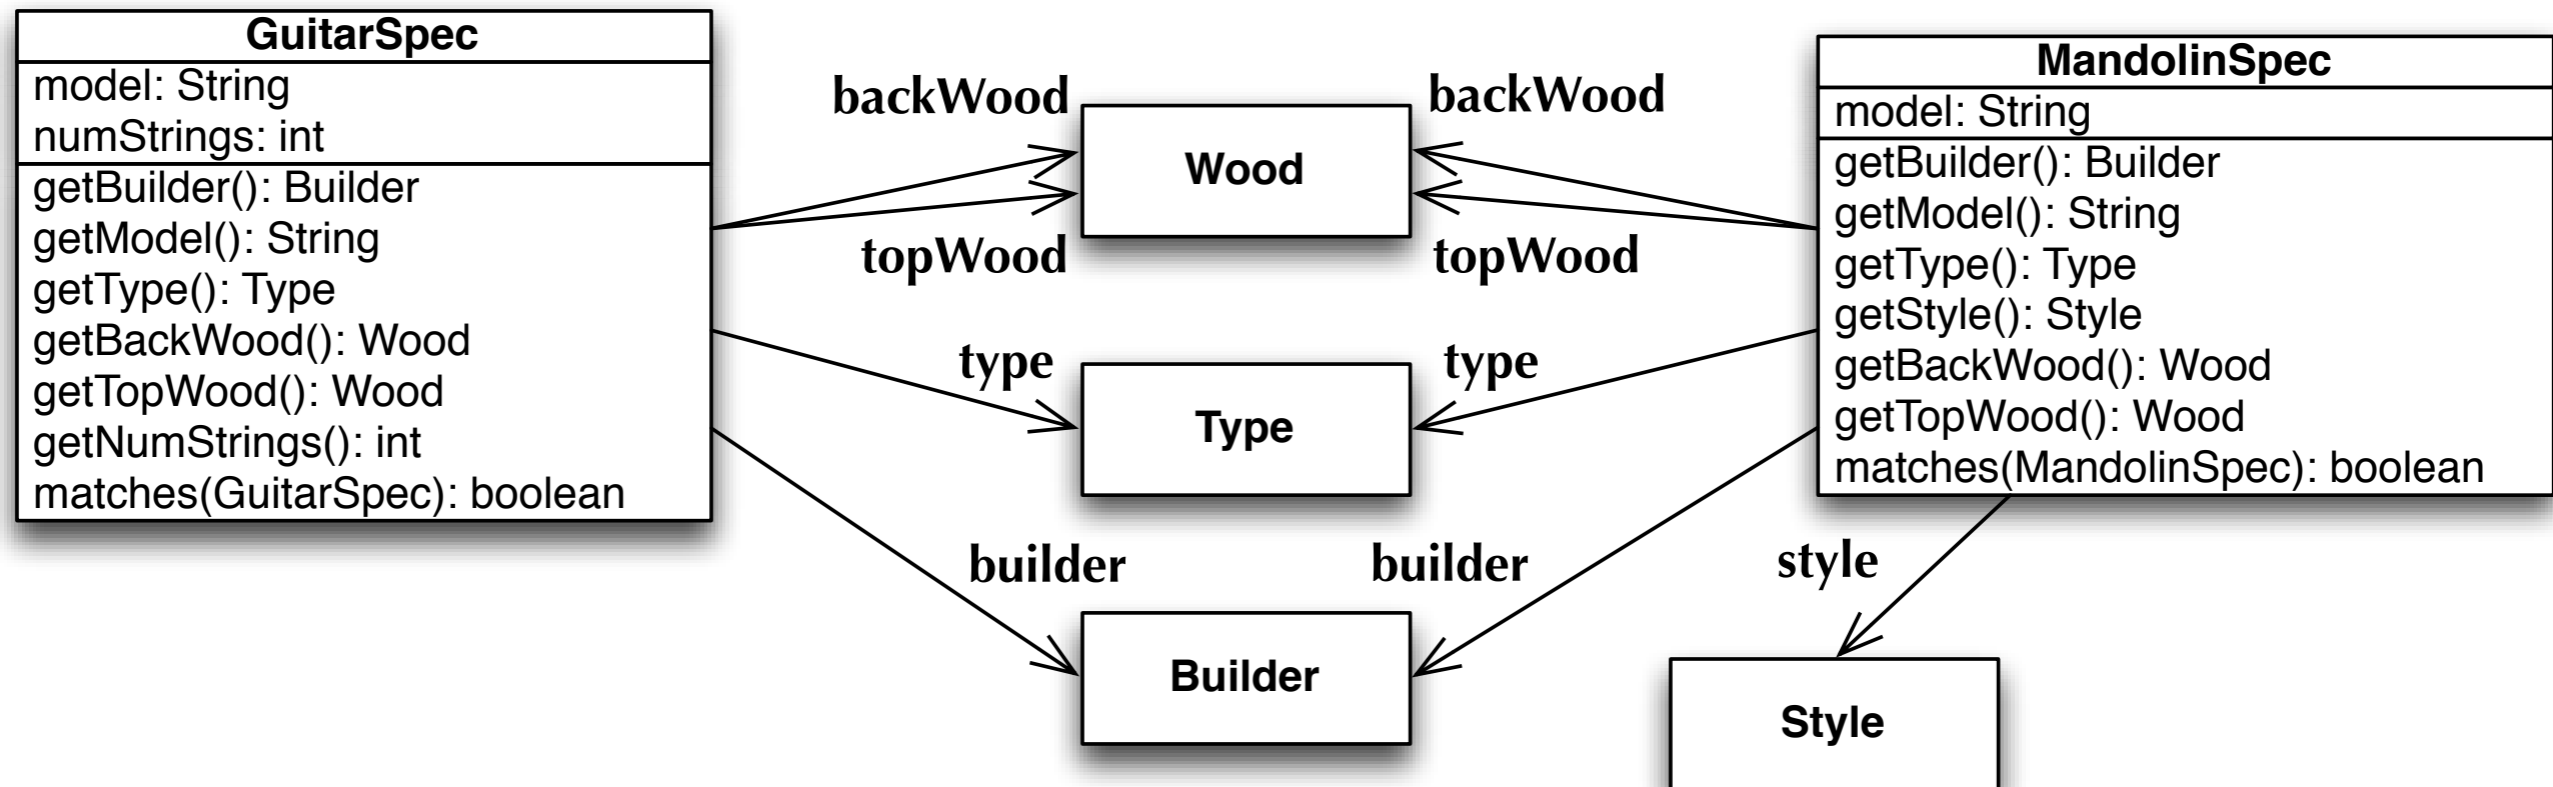 GuitarSpec
model: String
numStrings: int
getBuilder(): Builder
getModel(): String
getType(): Type
getBackWood(): Wood
getTopWood(): Wood
getNumStrings(): int
matches(GuitarSpec): boolean
backWood
topWood
type
builder
Wood
Type
Builder
backWood
topWood
type
builder
MandolinSpec
model: String
getBuilder(): Builder
getModel(): String
getType(): Type
getStyle(): Style
getBackWood(): Wood
getTopWood(): Wood
matches(MandolinSpec): boolean
style
Style